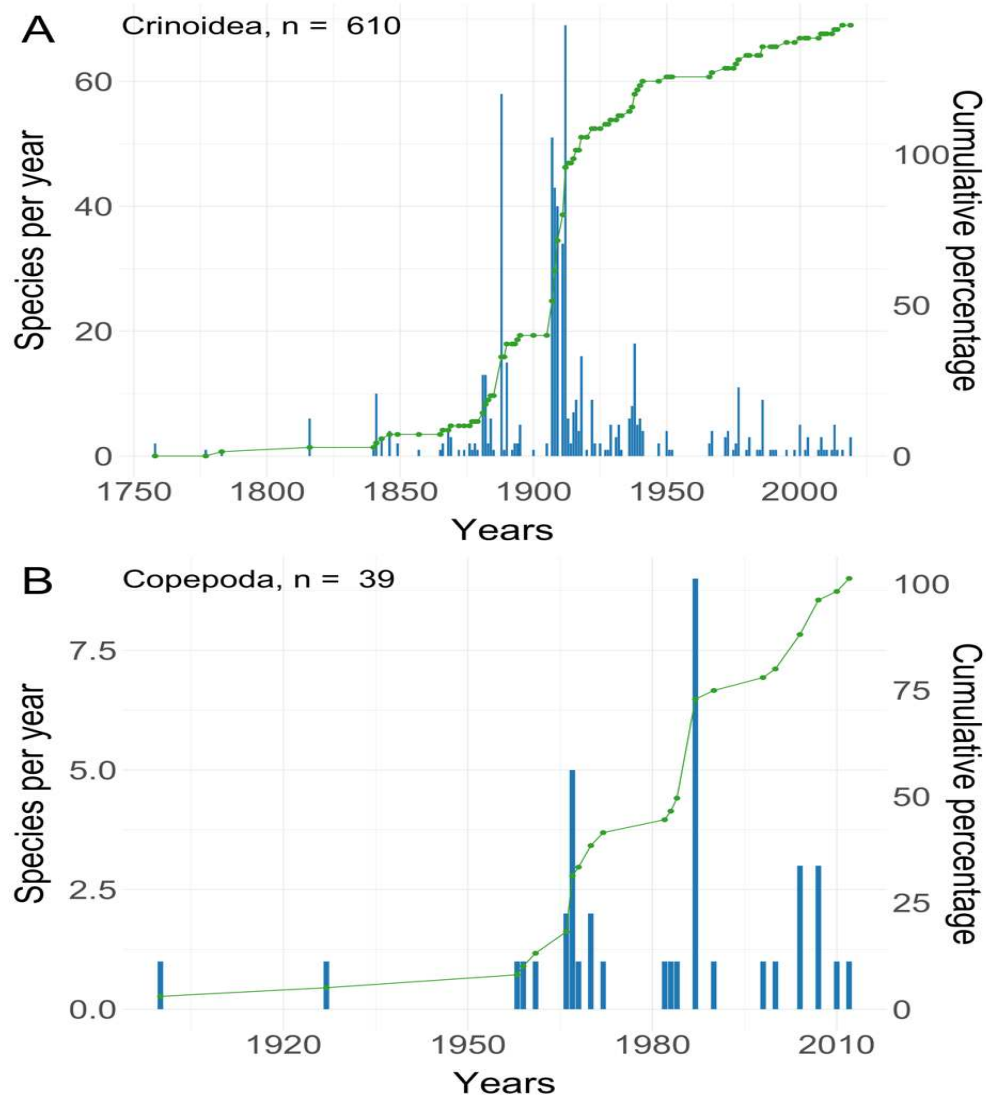 A
Crinoidea, n = 610
Species per year
60
40
20
0
Cumulative percentage
100
50
0
1750 1800 1850 1900 1950 2000
Years
B
Copepoda, n = 39
Species per year
7.5
5.0
2.5
0.0
Cumulative percentage
100
75
50
25
0
1920 1950 1980 2010
Years